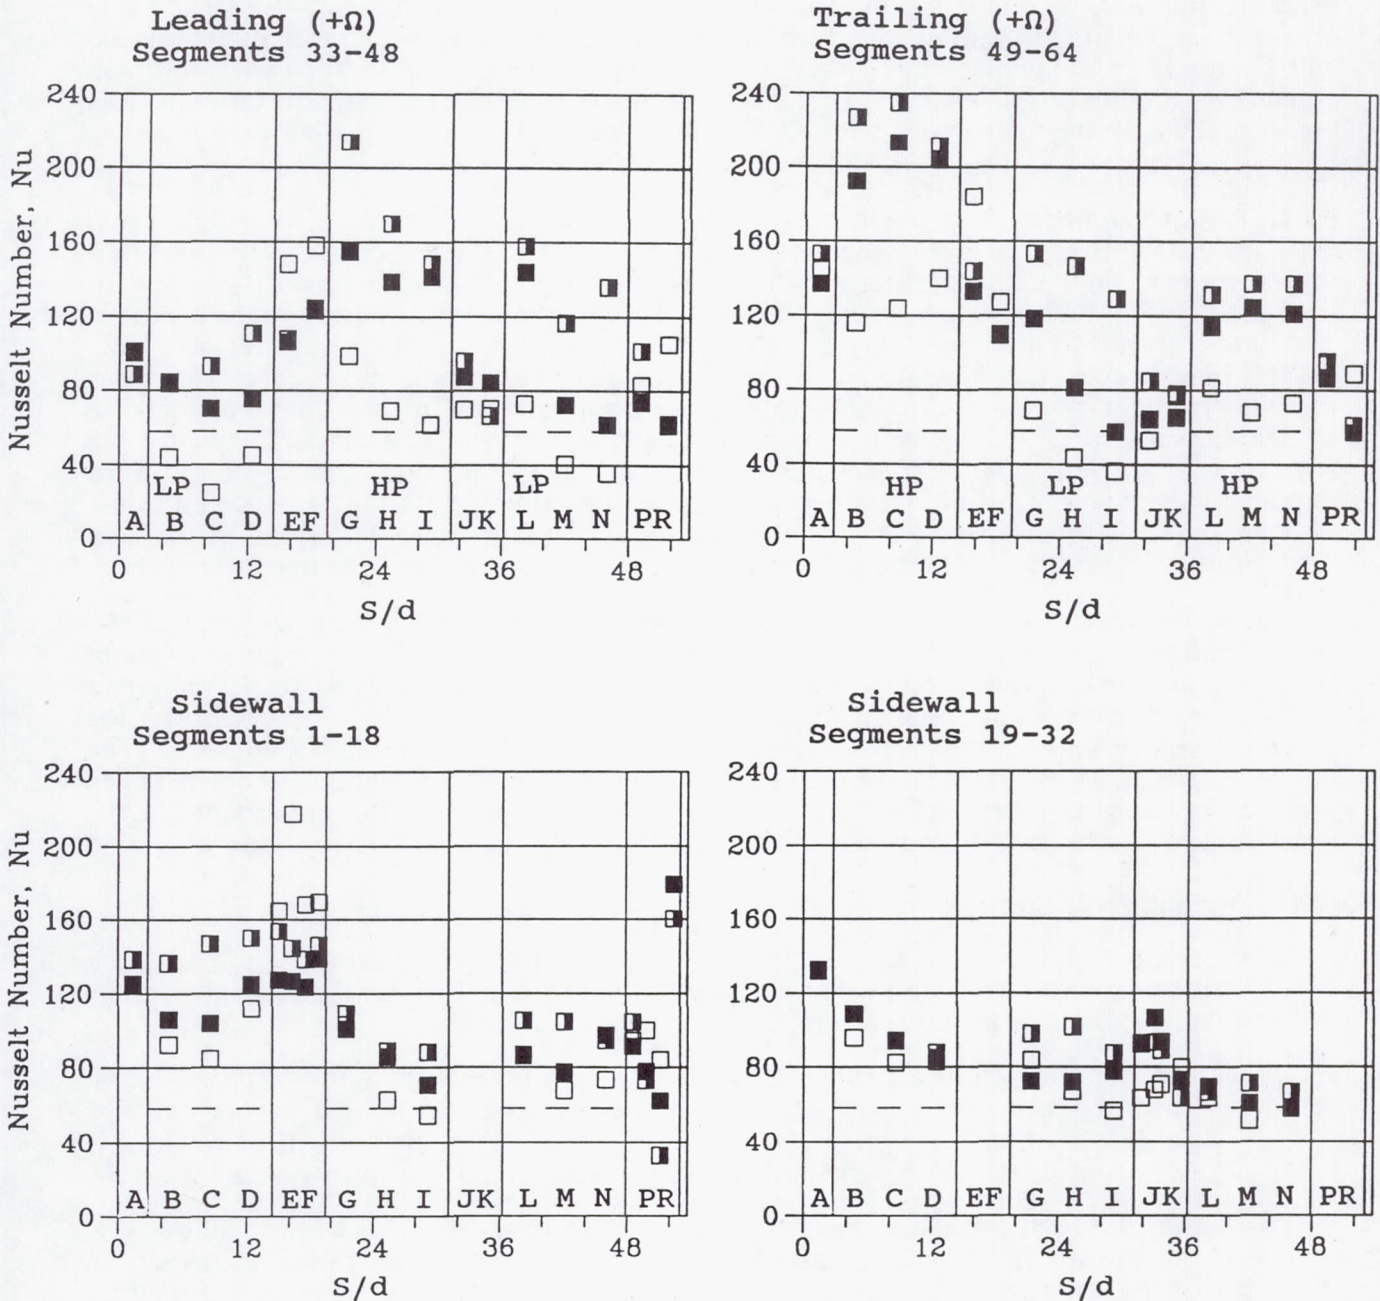 Leading (+Ω)
Segments 33-48
Nusselt Number, Nu
240
200
160
120
80
40
0
LP HP LP
A B C D EF G H I JK L M N PR
0 12 24 36 48
S/d
Trailing (+Ω)
Segments 49-64
240
200
160
120
80
40
0
HP LP HP
A B C D EF G H I JK L M N PR
0 12 24 36 48
S/d
Sidewall
Segments 1-18
Nusselt Number, Nu
240
200
160
120
80
40
0
A B C D EF G H I JK L M N PR
0 12 24 36 48
S/d
Sidewall
Segments 19-32
240
200
160
120
80
40
0
A B C D EF G H I JK L M N PR
0 12 24 36 48
S/d